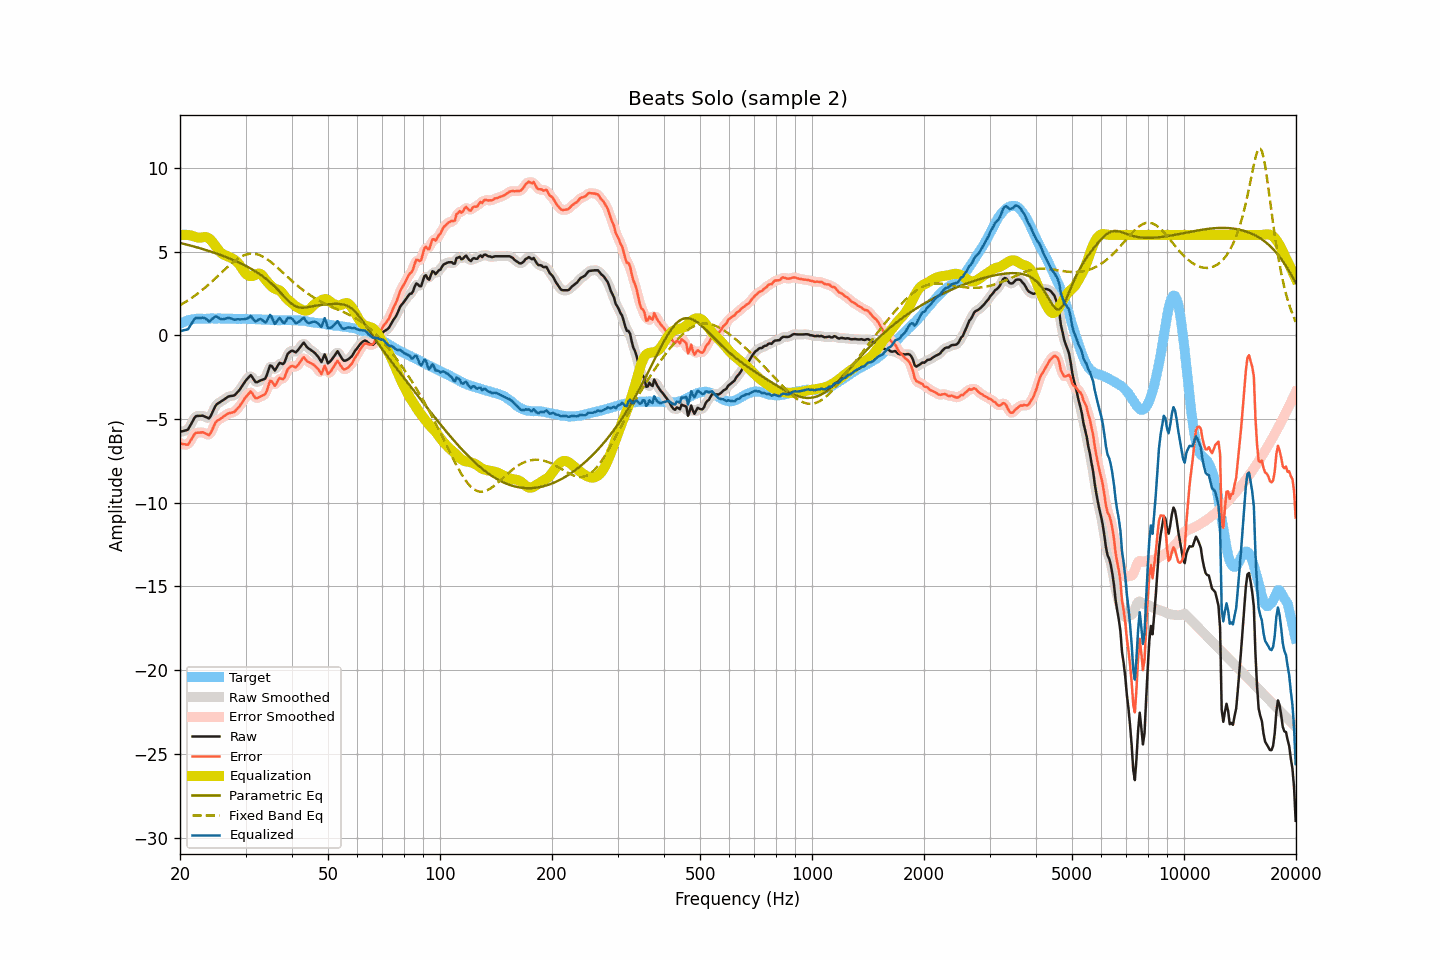 Beats Solo (sample 2)
Amplitude (dBr)
10
5
0
−5
−10
−15
−20
−25
−30
Target
Raw Smoothed
Error Smoothed
Raw
Error
Equalization
Parametric Eq
Fixed Band Eq
Equalized
20 50 100 200 500 1000 2000 5000 10000 20000
Frequency (Hz)